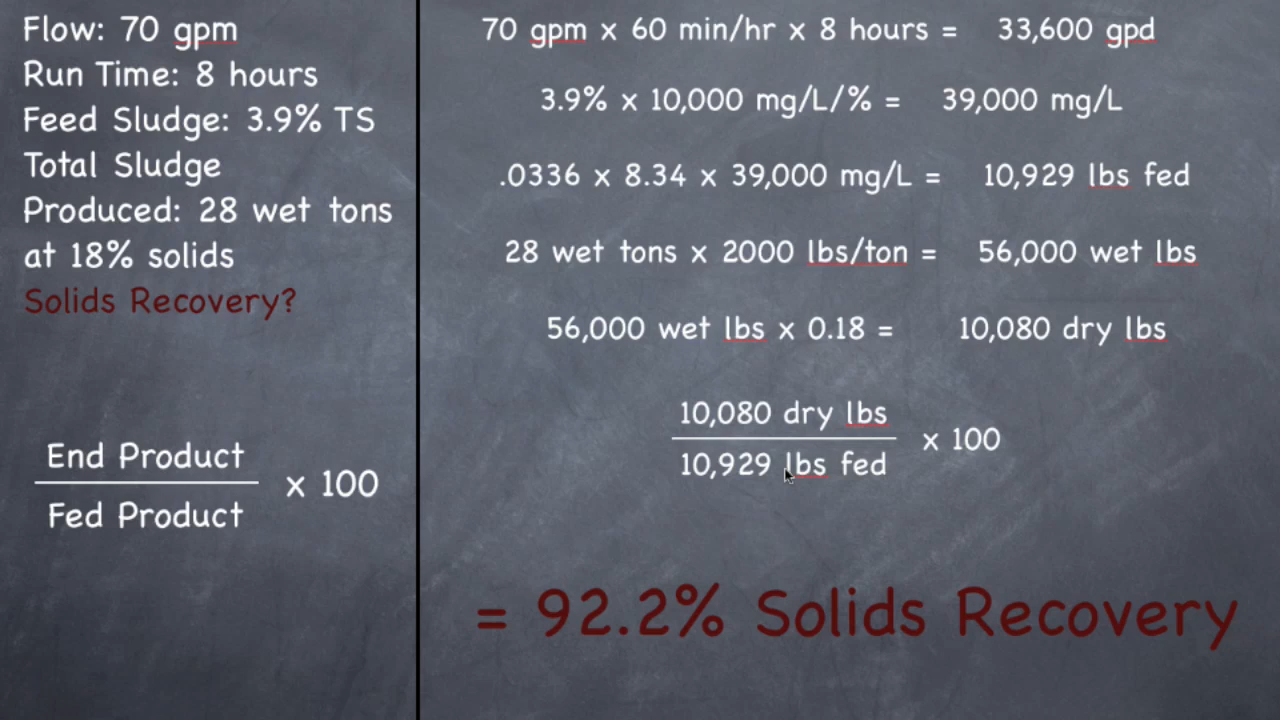 Flow: 70 gpm
Run Time: 8 hours
Feed Sludge: 3.9% TS
Total Sludge
Produced: 28 wet tons
at 18% solids
Solids Recovery?
End Product
Fed Product
x 100
70 gpm x 60 min/hr x 8 hours = 33,600 gpd
3.9% x 10,000 mg/L/% = 39,000 mg/L
.0336 x 8.34 x 39,000 mg/L = 10,929 lbs fed
28 wet tons x 2000 lbs/ton = 56,000 wet lbs
56,000 wet lbs x 0.18 = 10,080 dry lbs
10,080 dry lbs
10,929 lbs fed
x 100
= 92.2% Solids Recovery